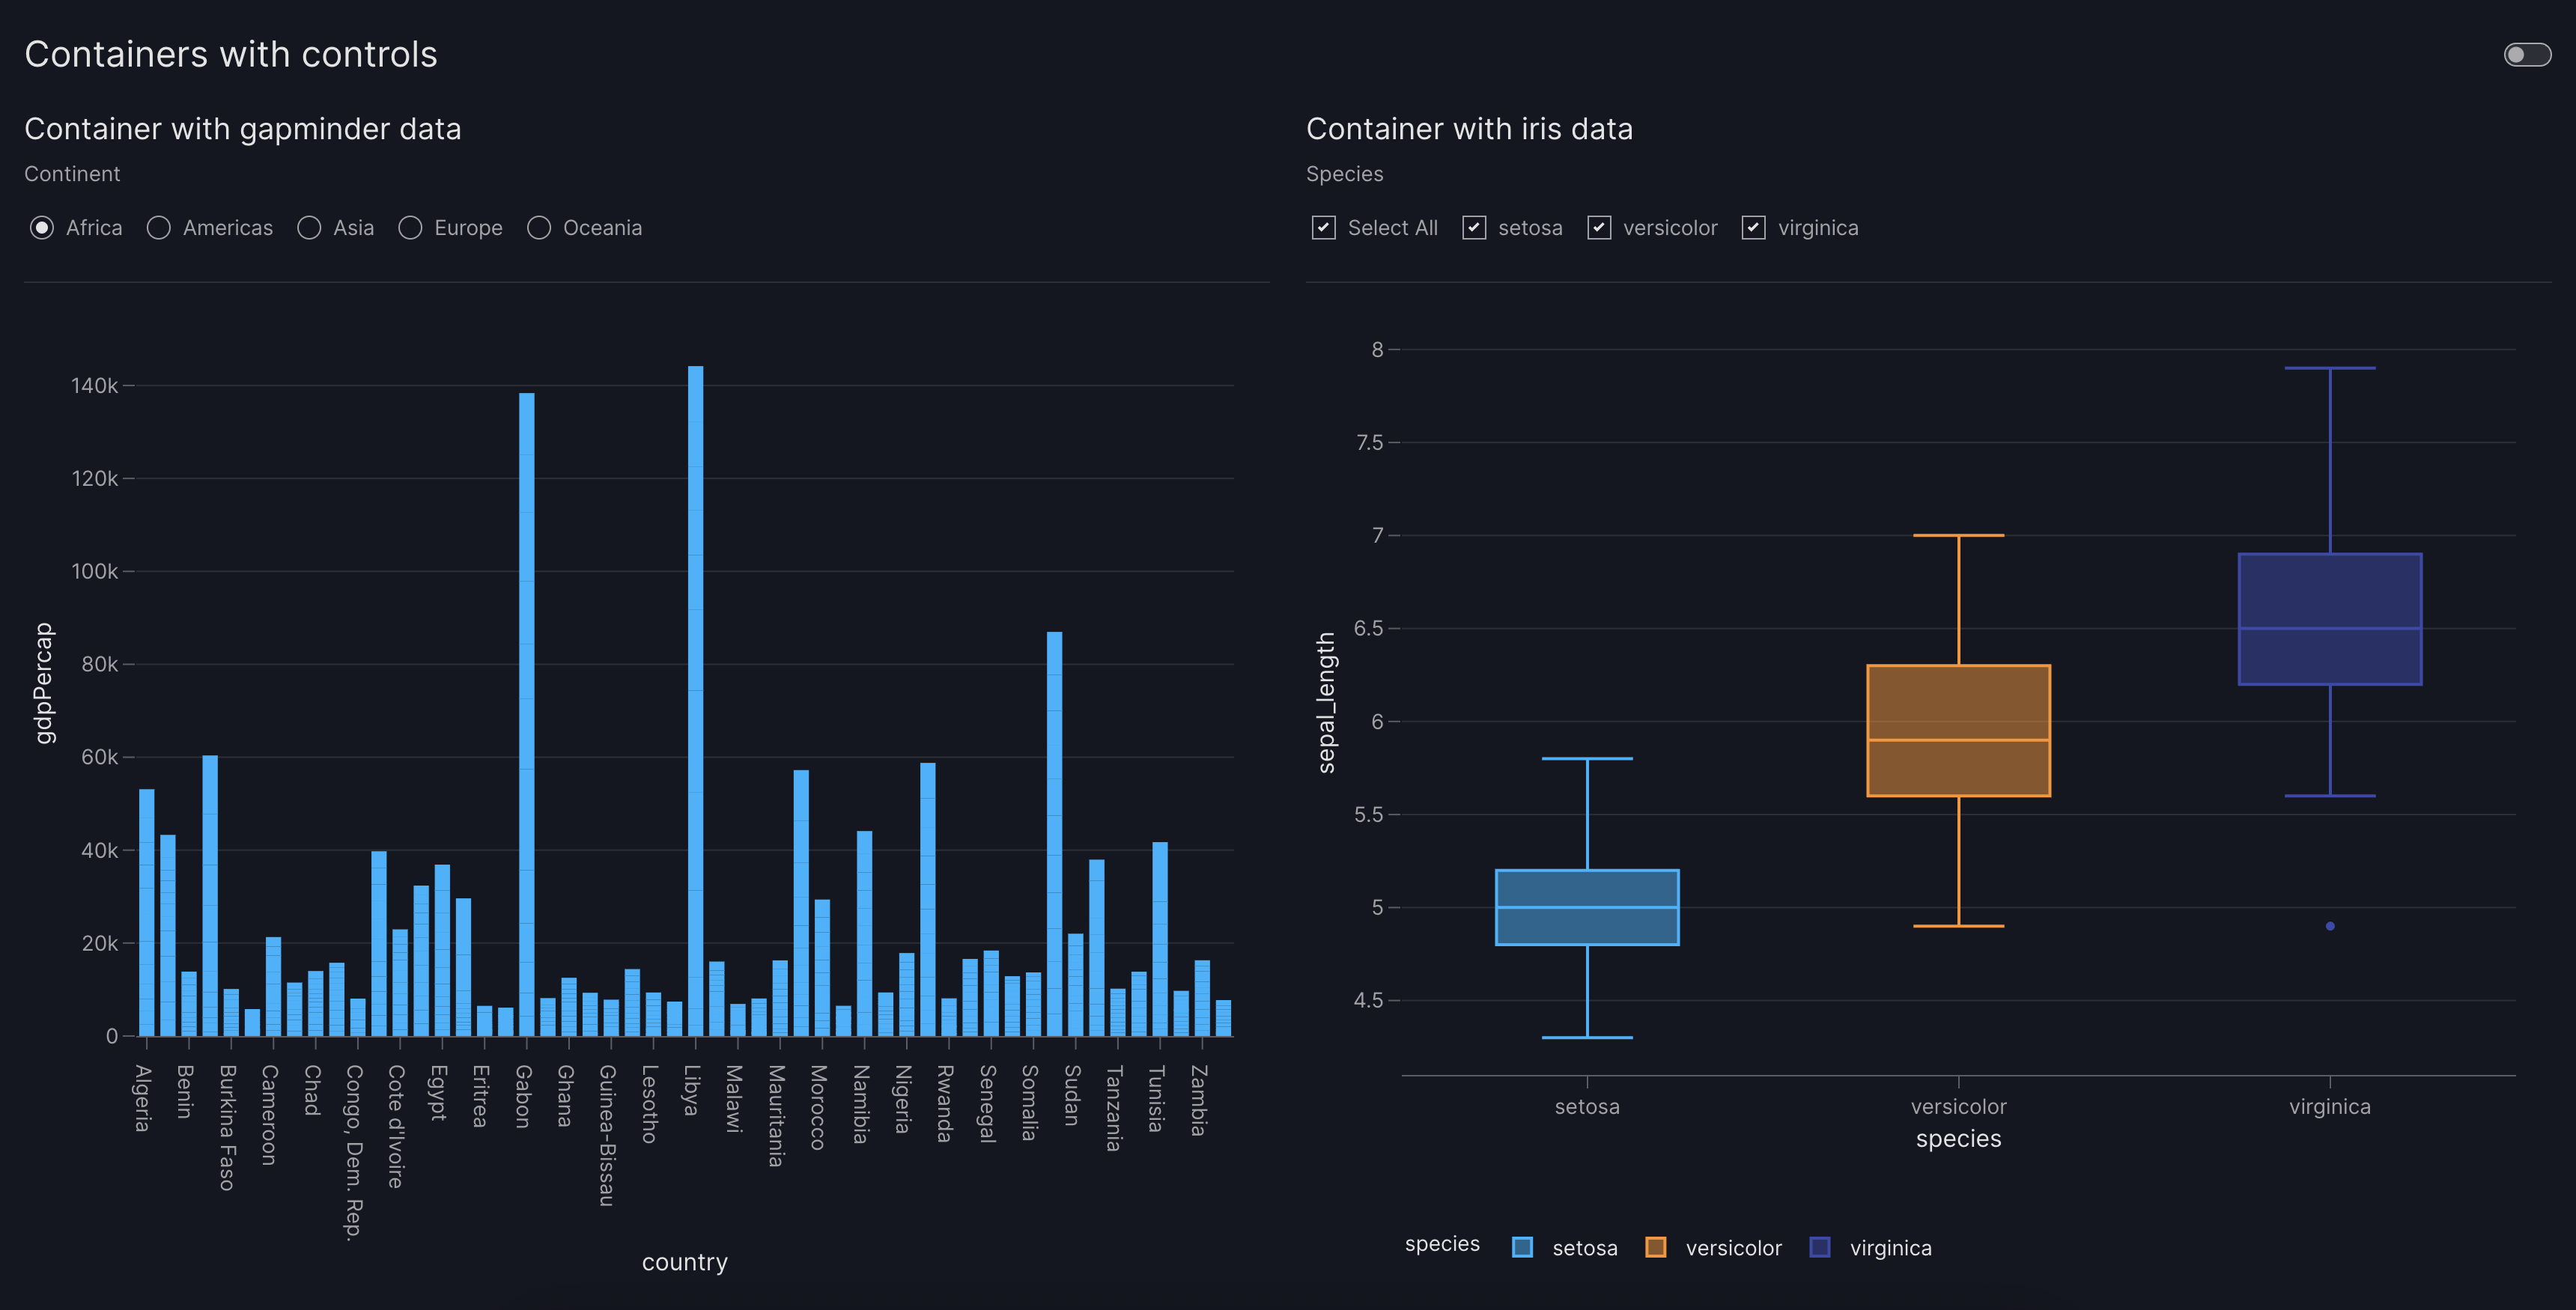 Containers with controls
Container with gapminder data
Continent
Africa Americas Asia Europe Oceania
140k
120k
100k
80k
60k
40k
20k
0
gdpPercap
Algeria Benin Burkina Faso Cameroon Chad Congo, Dem. Rep. Cote d'Ivoire Egypt Eritrea Gabon Ghana Guinea-Bissau Lesotho Libya Malawi Mauritania Morocco Namibia Nigeria Rwanda Senegal Somalia Sudan Tanzania Tunisia Zambia
country
Container with iris data
Species
Select All setosa versicolor virginica
8
7.5
7
6.5
6
5.5
5
4.5
sepal_length
setosa versicolor virginica
species
species setosa versicolor virginica